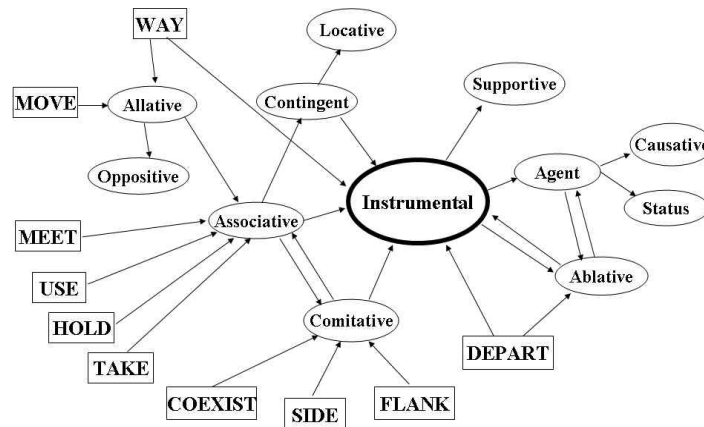 WAY
Locative
Supportive
MOVE
Allative
Contingent
Causative
Agent
Oppositive
Instrumental
Status
Associative
MEET
USE
Ablative
HOLD
Comitative
TAKE
DEPART
COEXIST
SIDE
FLANK